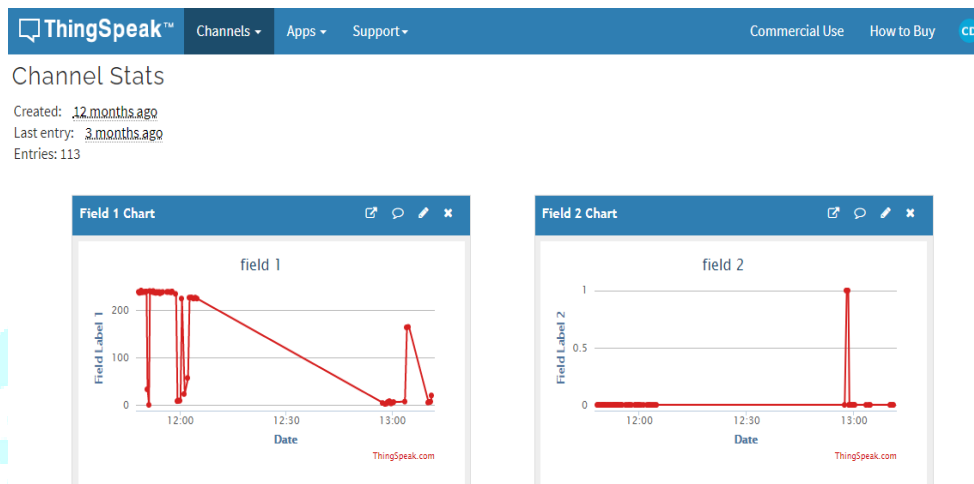 ThingSpeak™ Channels Apps Support Commercial Use How to Buy CD
Channel Stats
Created: 12 months ago
Last entry: 3 months ago
Entries: 113
Field 1 Chart
field 1
Field Label 1
200
100
0
12:00 12:30 13:00
Date
ThingSpeak.com
Field 2 Chart
field 2
Field Label 2
1
0.5
0
12:00 12:30 13:00
Date
ThingSpeak.com